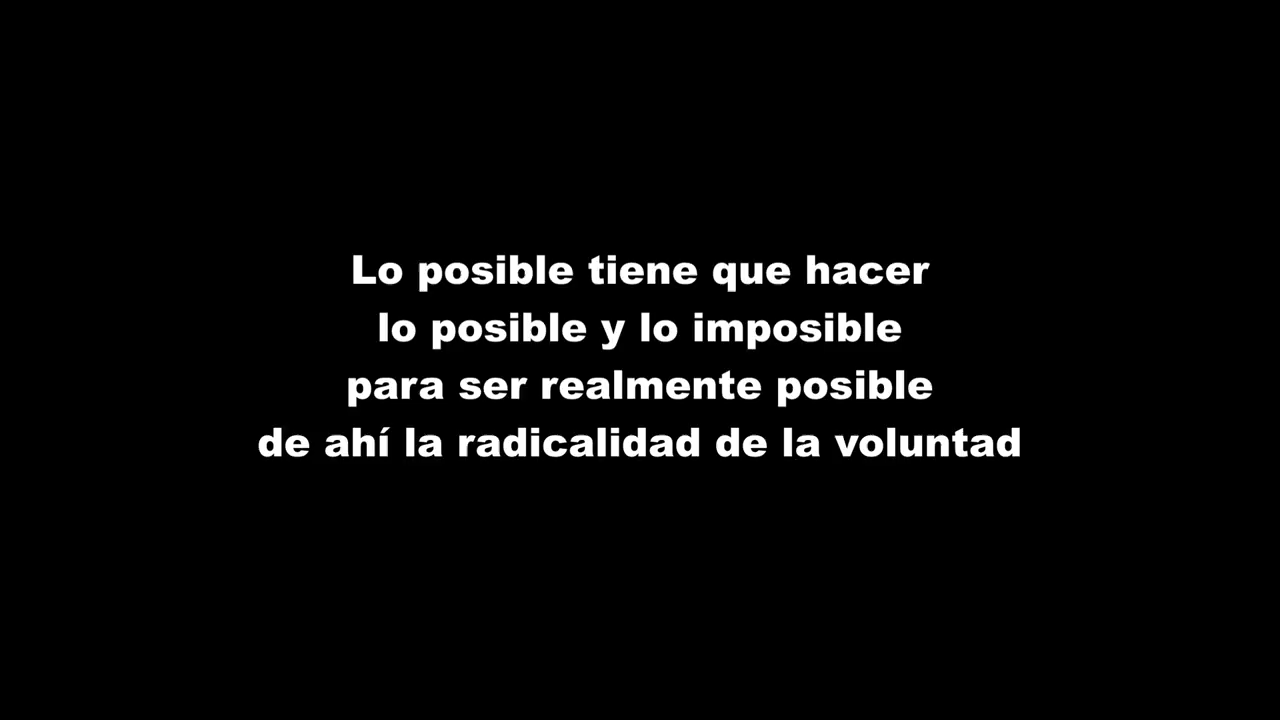 Lo posible tiene que hacer
lo posible y lo imposible
para ser realmente posible
de ahí la radicalidad de la voluntad